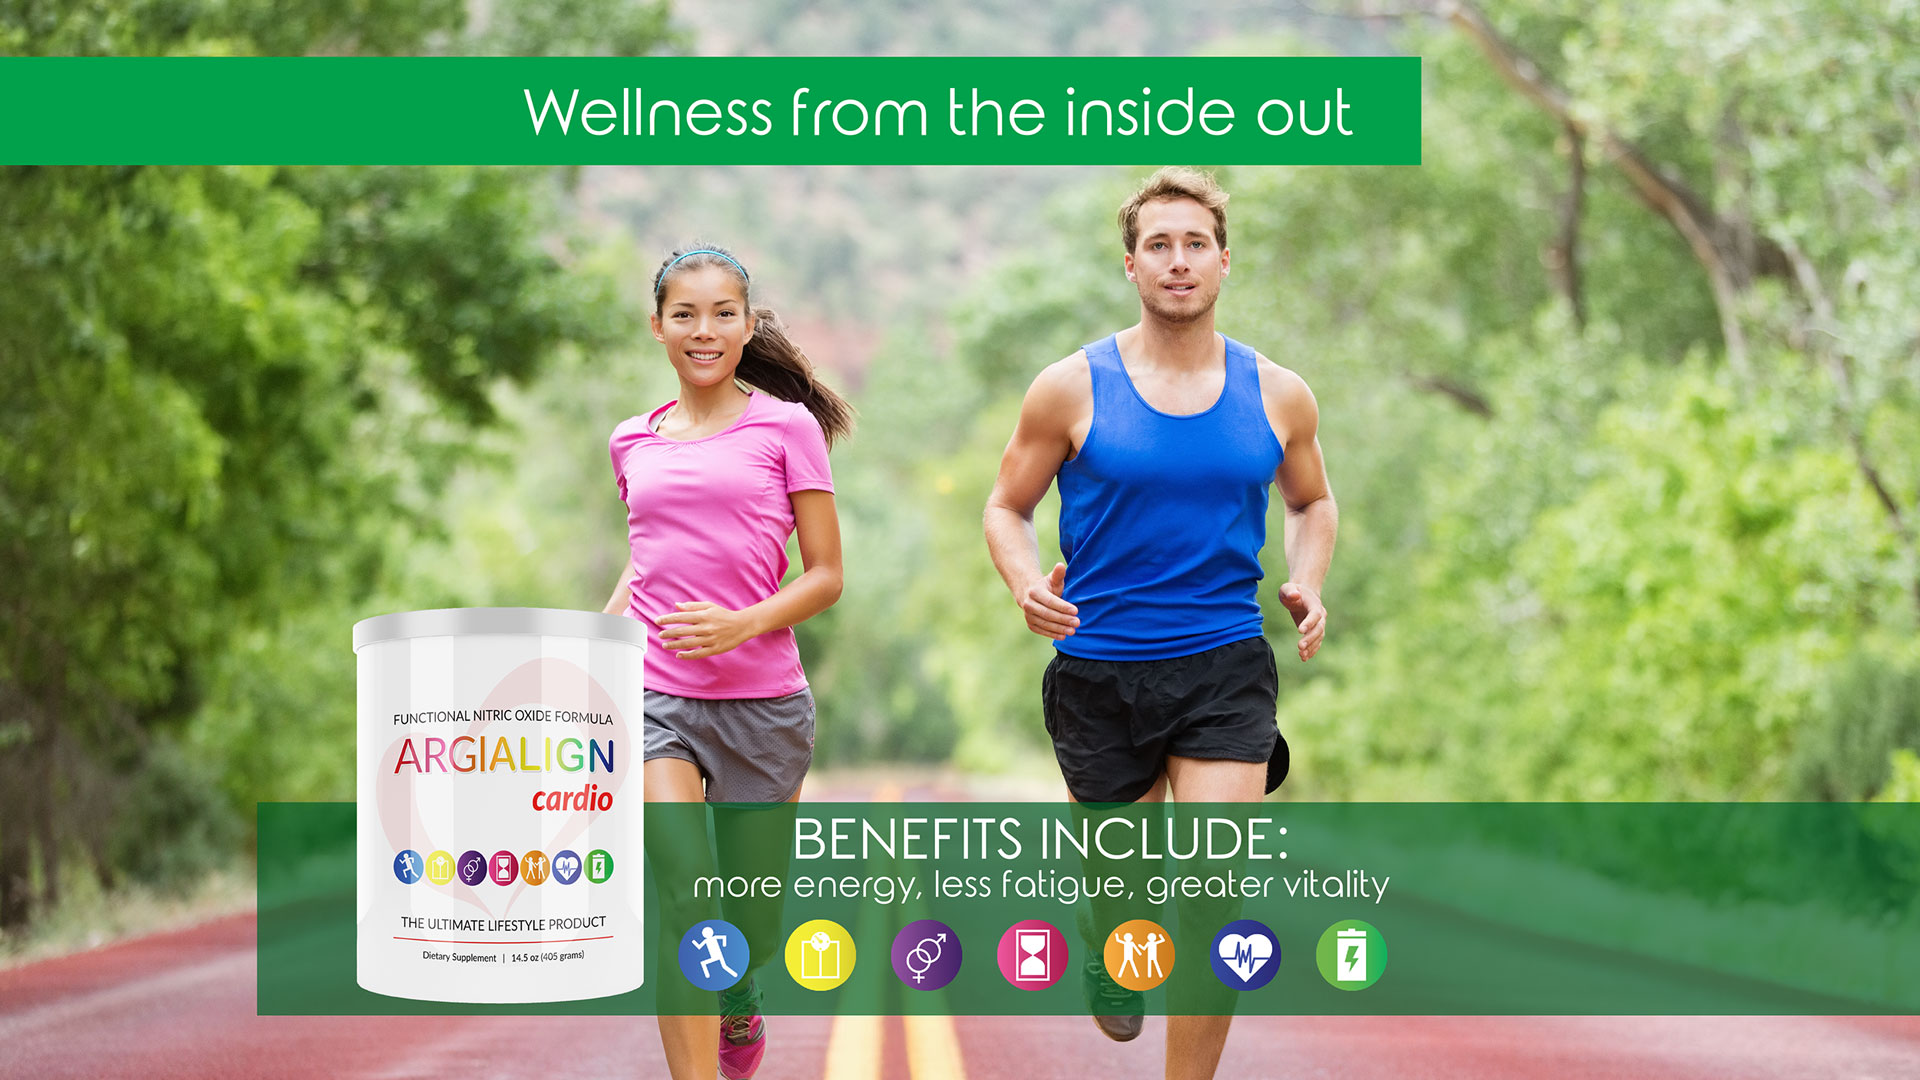 Wellness from the inside out
FUNCTIONAL NITRIC OXIDE FORMULA
ARGIALIGN
cardio
THE ULTIMATE LIFESTYLE PRODUCT
Dietary Supplement | 14.5 oz (405 grams)
BENEFITS INCLUDE:
more energy, less fatigue, greater vitality